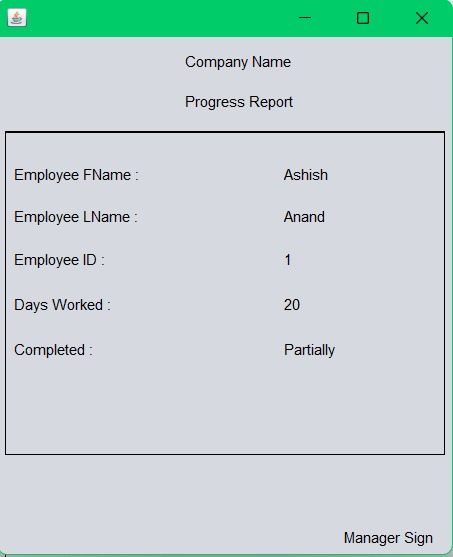 Company Name
Progress Report
Employee FName : Ashish
Employee LName : Anand
Employee ID : 1
Days Worked : 20
Completed : Partially
Manager Sign